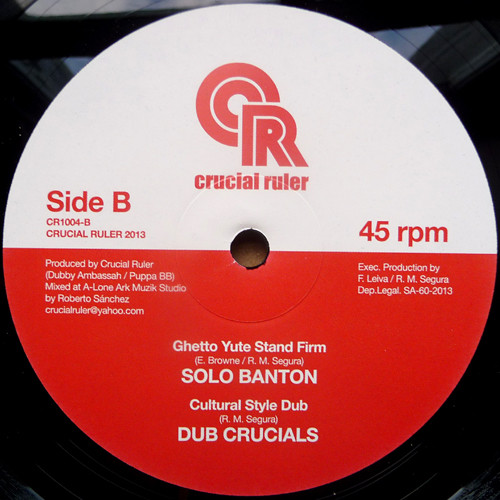 CR
crucial ruler
Side B
CR1004-B
CRUCIAL RULER 2013
45 rpm
Produced by Crucial Ruler
(Dubby Ambassah / Puppa BB)
Mixed at A-Lone Ark Muzik Studio
by Roberto Sánchez
crucialruler@yahoo.com
Exec. Production by
F. Leiva / R. M. Segura
Dep.Legal. SA-60-2013
Ghetto Yute Stand Firm
(E. Browne / R. M. Segura)
SOLO BANTON
Cultural Style Dub
(R. M. Segura)
DUB CRUCIALS